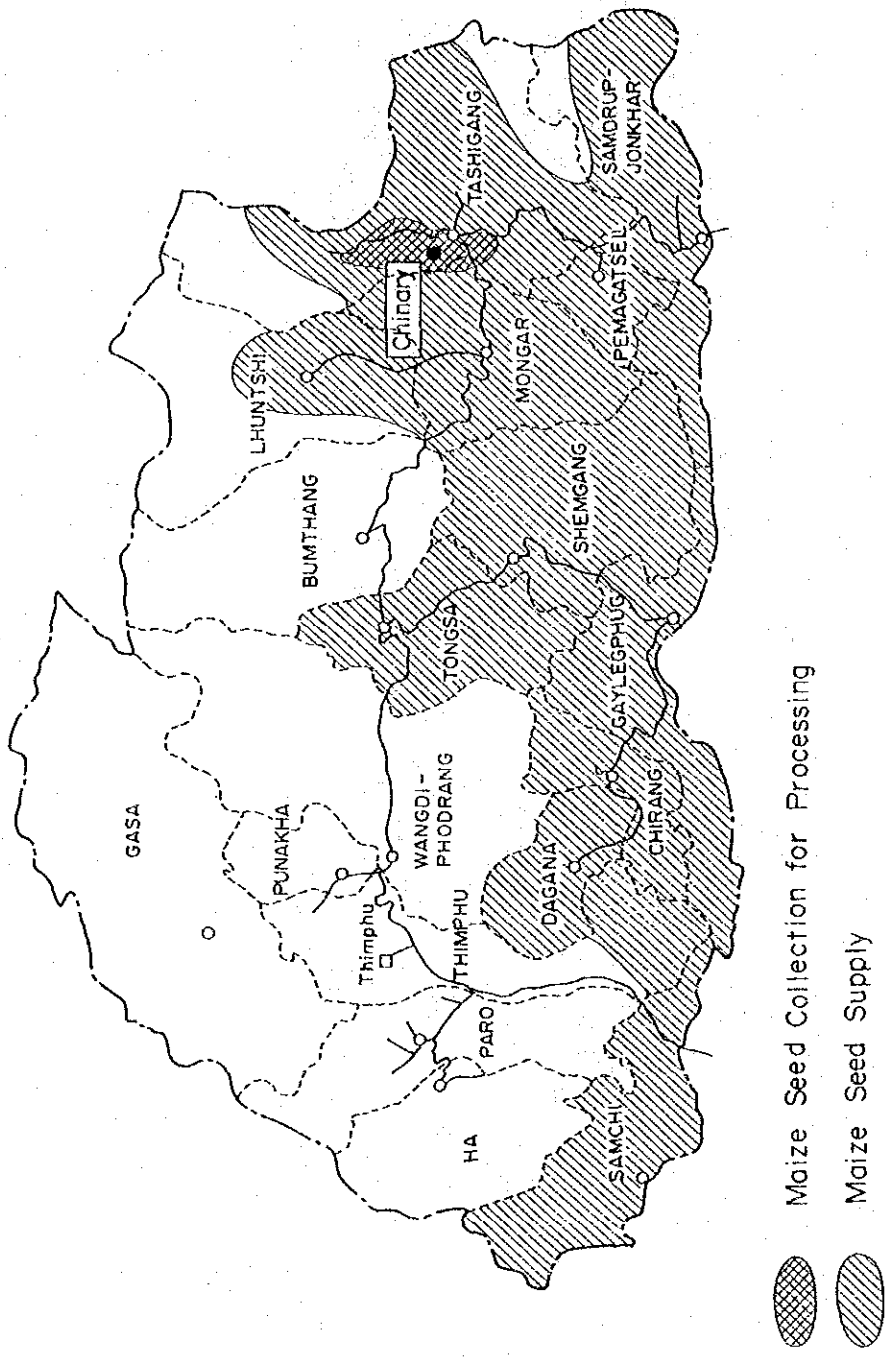 GASA
PUNAKHA
Thimphu
THIMPHU
WANGDI-
PHODRANG
PARO
HA
SAMCHI
DAGANA
CHIRANG
GAYLEGPHUG
TONGSA
BUMTHANG
SHEMGANG
LHUNTSHI
MONGAR
Chinary
TASHIGANG
PEMAGATSEL
SAMDRUP-
JONKHAR
Maize Seed Collection for Processing
Maize Seed Supply